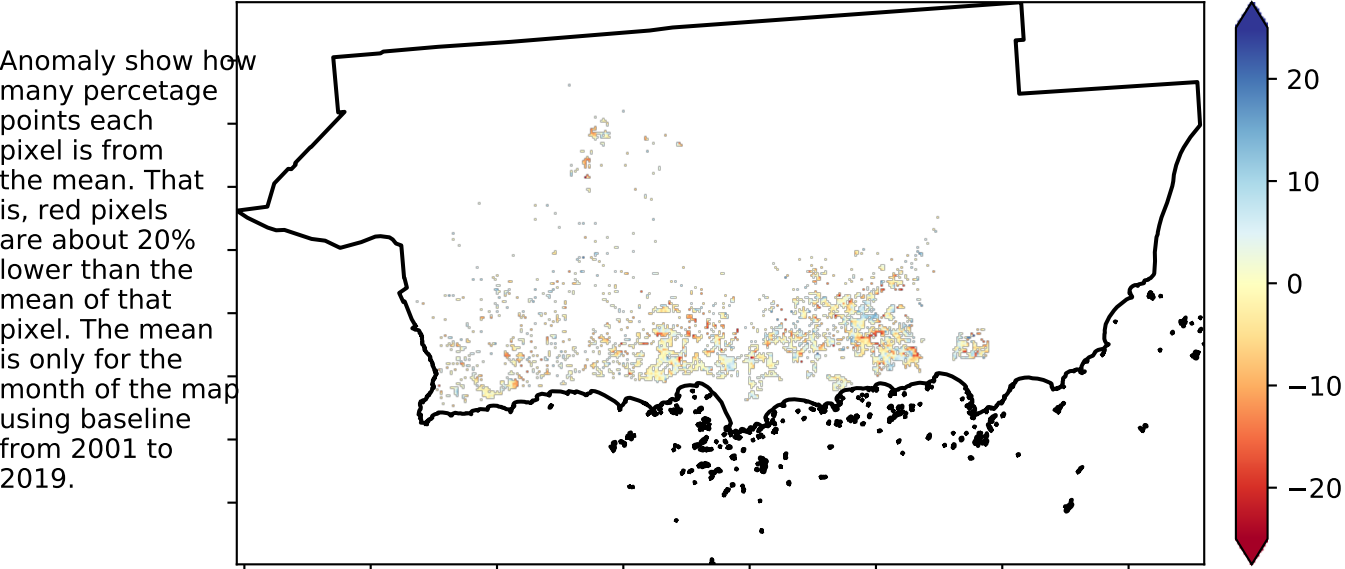 Anomaly show how
many percetage
points each
pixel is from
the mean. That
is, red pixels
are about 20%
lower than the
mean of that
pixel. The mean
is only for the
month of the map
using baseline
from 2001 to
2019.
20
10
0
−10
−20